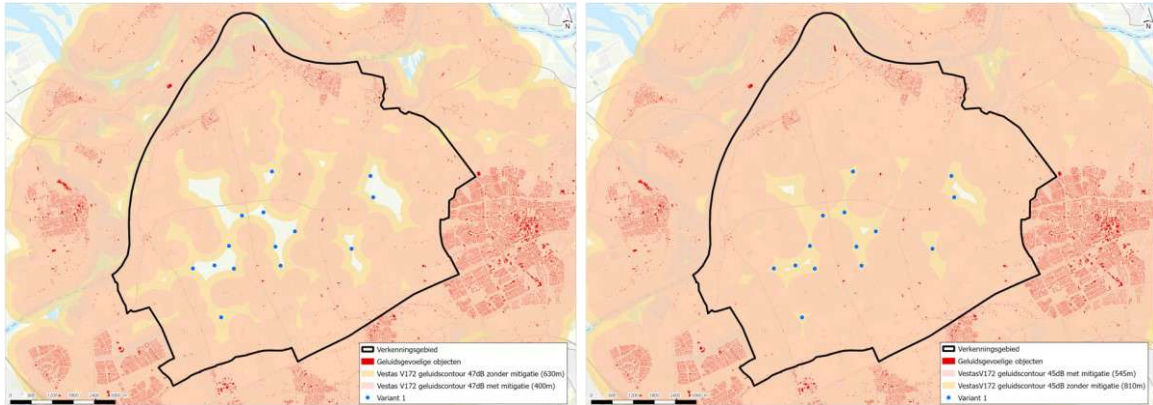 N
Verkenningsgebied
Geluidsgevoelige objecten
Vestas V172 geluidscontour 47dB zonder mitigatie (630m)
Vestas V172 geluidscontour 47dB met mitigatie (400m)
Variant 1
N
Verkenningsgebied
Geluidsgevoelige objecten
VestasV172 geluidscontour 45dB met mitigatie (545m)
VestasV172 geluidscontour 45dB zonder mitigatie (810m)
Variant 1